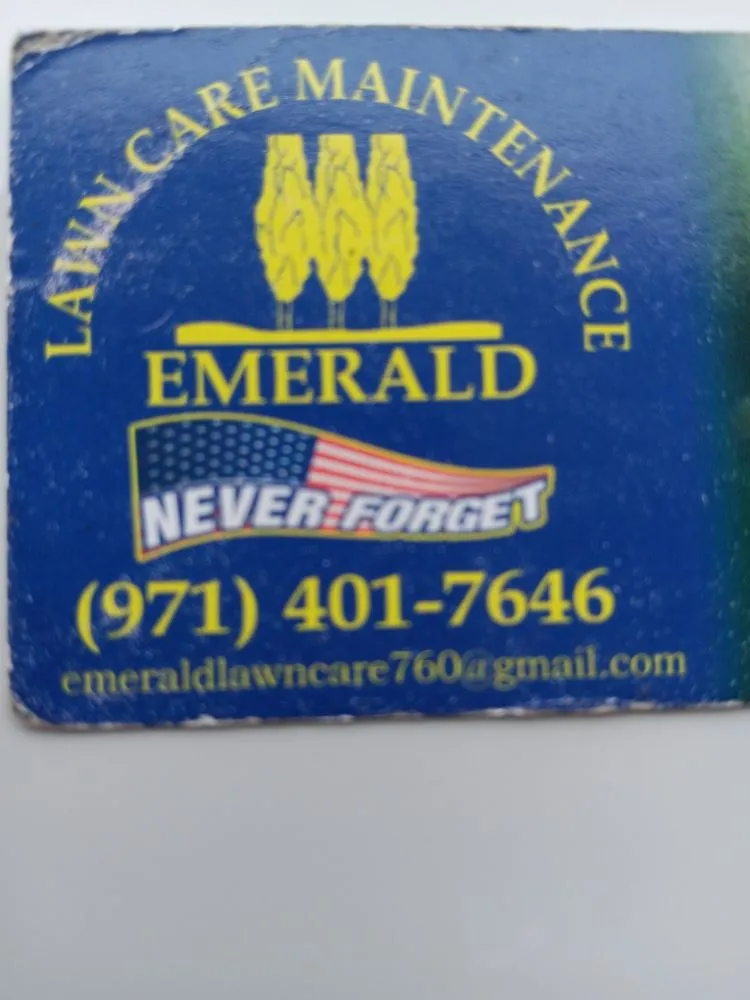 LAWN CARE MAINTENANCE
EMERALD
NEVER FORGET
(971) 401-7646
emeraldlawncare760@gmail.com